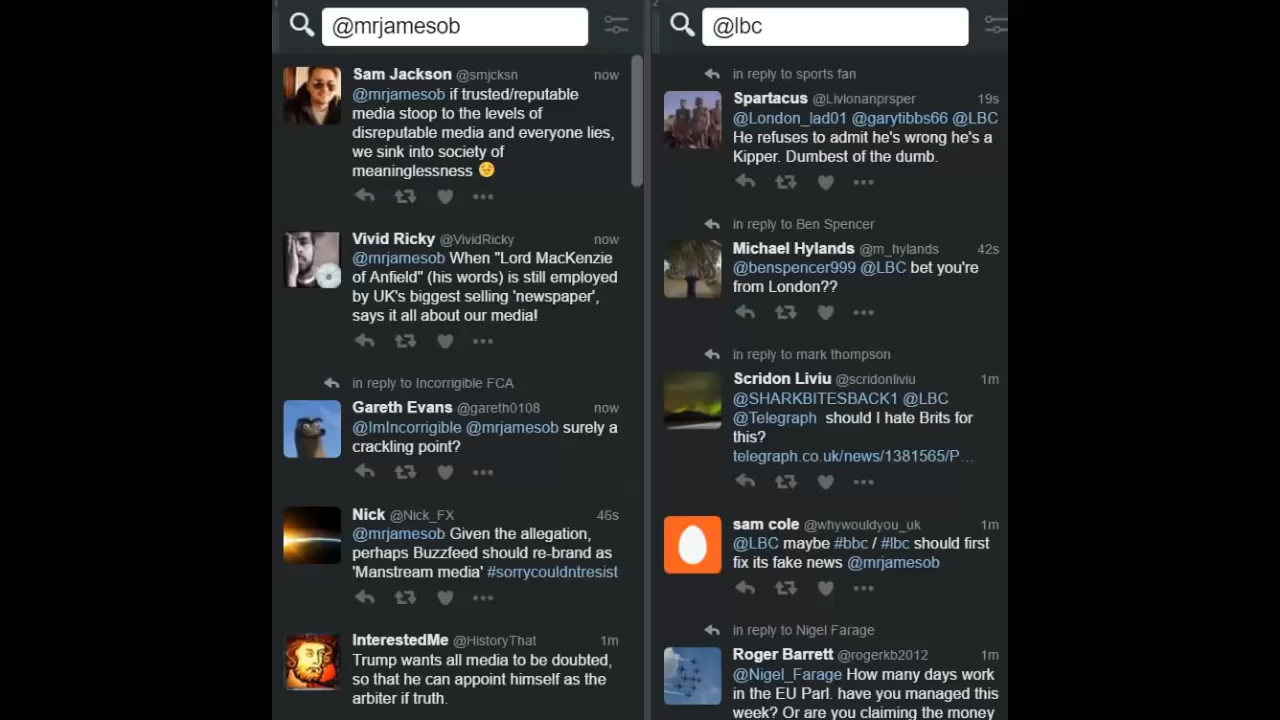 @mrjamesob
Sam Jackson @smjcksn now
@mrjamesob if trusted/reputable
media stoop to the levels of
disreputable media and everyone lies,
we sink into society of
meaninglessness 😔
Vivid Ricky @VividRicky now
@mrjamesob When "Lord MacKenzie
of Anfield" (his words) is still employed
by UK's biggest selling 'newspaper',
says it all about our media!
in reply to Incorrigible FCA
Gareth Evans @gareth0108 now
@ImIncorrigible @mrjamesob surely a
crackling point?
Nick @Nick_FX 46s
@mrjamesob Given the allegation,
perhaps Buzzfeed should re-brand as
'Manstream media' #sorrycouldntresist
InterestedMe @HistoryThat 1m
Trump wants all media to be doubted,
so that he can appoint himself as the
arbiter if truth.
2
@lbc
in reply to sports fan
Spartacus @Livlonanprsper 19s
@London_lad01 @garytibbs66 @LBC
He refuses to admit he's wrong he's a
Kipper. Dumbest of the dumb.
in reply to Ben Spencer
Michael Hylands @m_hylands 42s
@benspencer999 @LBC bet you're
from London??
in reply to mark thompson
Scridon Liviu @scridonliviu 1m
@SHARKBITESBACK1 @LBC
@Telegraph should I hate Brits for
this?
telegraph.co.uk/news/1381565/P…
sam cole @whywouldyou_uk 1m
@LBC maybe #bbc / #lbc should first
fix its fake news @mrjamesob
in reply to Nigel Farage
Roger Barrett @rogerkb2012 1m
@Nigel_Farage How many days work
in the EU Parl. have you managed this
week? Or are you claiming the money